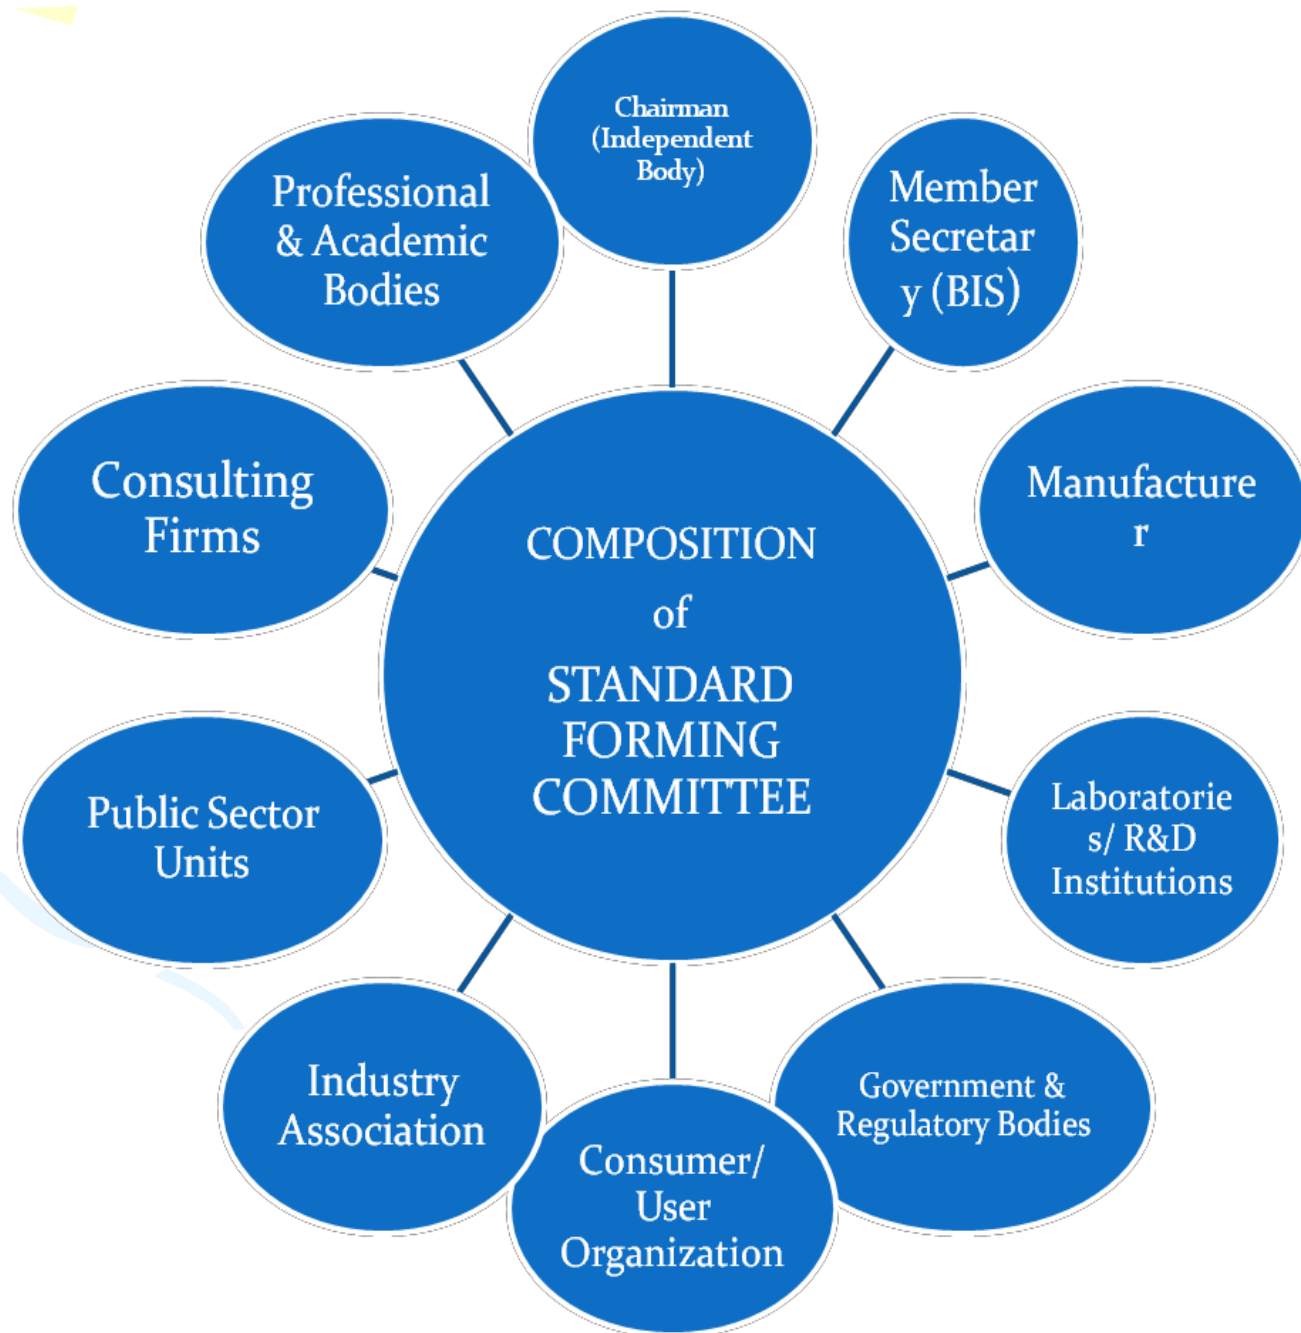 Chairman
(Independent
Body)
Member
Secretar
y (BIS)
Manufacture
r
Laboratorie
s/ R&D
Institutions
Government &
Regulatory Bodies
Consumer/
User
Organization
Industry
Association
Public Sector
Units
Consulting
Firms
Professional
& Academic
Bodies
COMPOSITION
of
STANDARD
FORMING
COMMITTEE